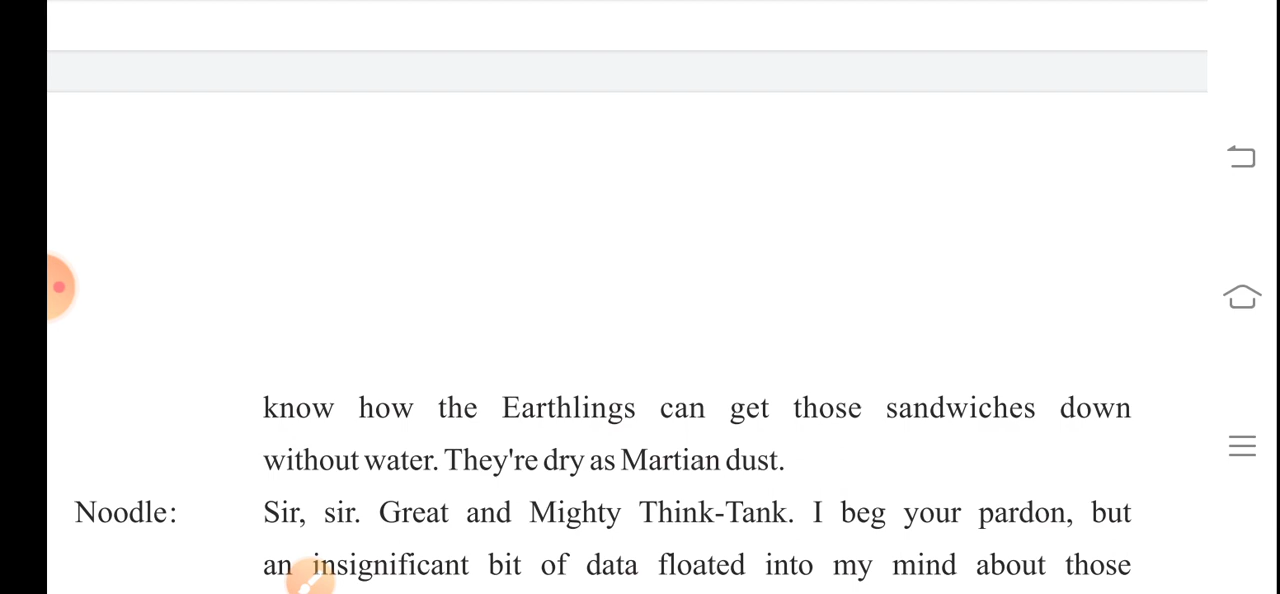 know how the Earthlings can get those sandwiches down
without water. They're dry as Martian dust.
Noodle: Sir, sir. Great and Mighty Think-Tank. I beg your pardon, but
an insignificant bit of data floated into my mind about those